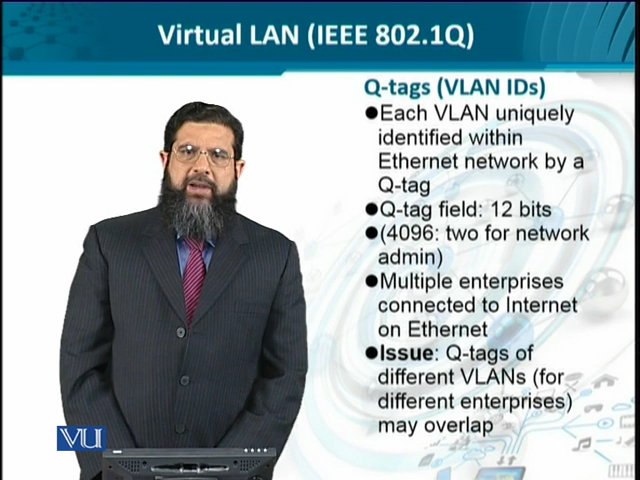 Virtual LAN (IEEE 802.1Q)
Q-tags (VLAN IDs)
●Each VLAN uniquely
identified within
Ethernet network by a
Q-tag
●Q-tag field: 12 bits
●(4096: two for network
admin)
●Multiple enterprises
connected to Internet
on Ethernet
●Issue: Q-tags of
different VLANs (for
different enterprises)
may overlap
VU